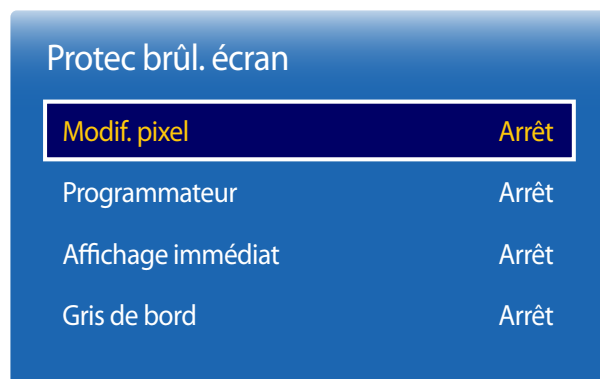 Protec brûl. écran
Modif. pixel Arrêt
Programmateur Arrêt
Affichage immédiat Arrêt
Gris de bord Arrêt